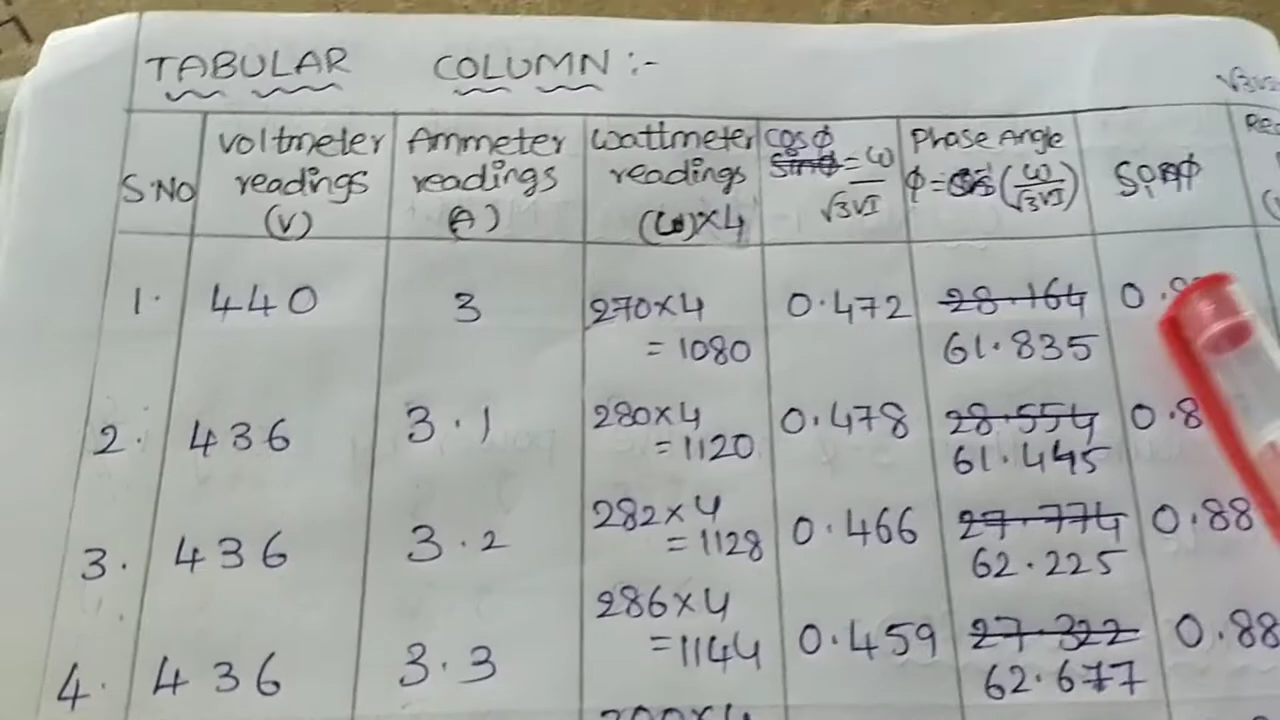 TABULAR COLUMN :-
√3VI
S.NO
Voltmeter readings (V)
Ammeter readings (A)
Wattmeter readings (W)×4
cosϕ sinϕ = ω/√3VI
Phase Angle ϕ = (ω/√3VI)
Re
1. 440 3 270×4 0.472 28.164
= 1080 61.835
2. 436 3.1 280×4 0.478 28.554 0.8
= 1120 61.445
3. 436 3.2 282×4 0.466 27.774 0.88
= 1128 62.225
4. 436 3.3 286×4 0.459 27.322 0.88
= 1144 62.677